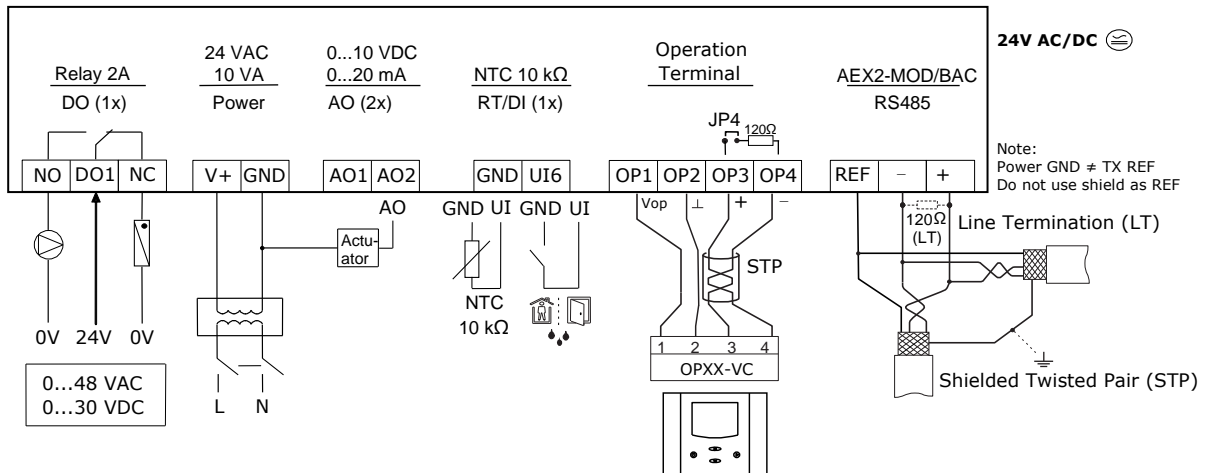 24V AC/DC
Relay 2A
DO (1x)
24 VAC
10 VA
Power
0...10 VDC
0...20 mA
AO (2x)
NTC 10 kΩ
RT/DI (1x)
Operation
Terminal
AEX2-MOD/BAC
RS485
JP4
120Ω
NO DO1 NC
V+ GND
AO1 AO2
GND UI6
OP1 OP2 OP3 OP4
REF − +
Note:
Power GND ≠ TX REF
Do not use shield as REF
AO
GND UI GND UI
Vop ⊥ + −
120Ω
(LT)
Line Termination (LT)
Actu-
ator
STP
NTC
10 kΩ
0V 24V 0V
0...48 VAC
0...30 VDC
L N
1 2 3 4
OPXX-VC
Shielded Twisted Pair (STP)